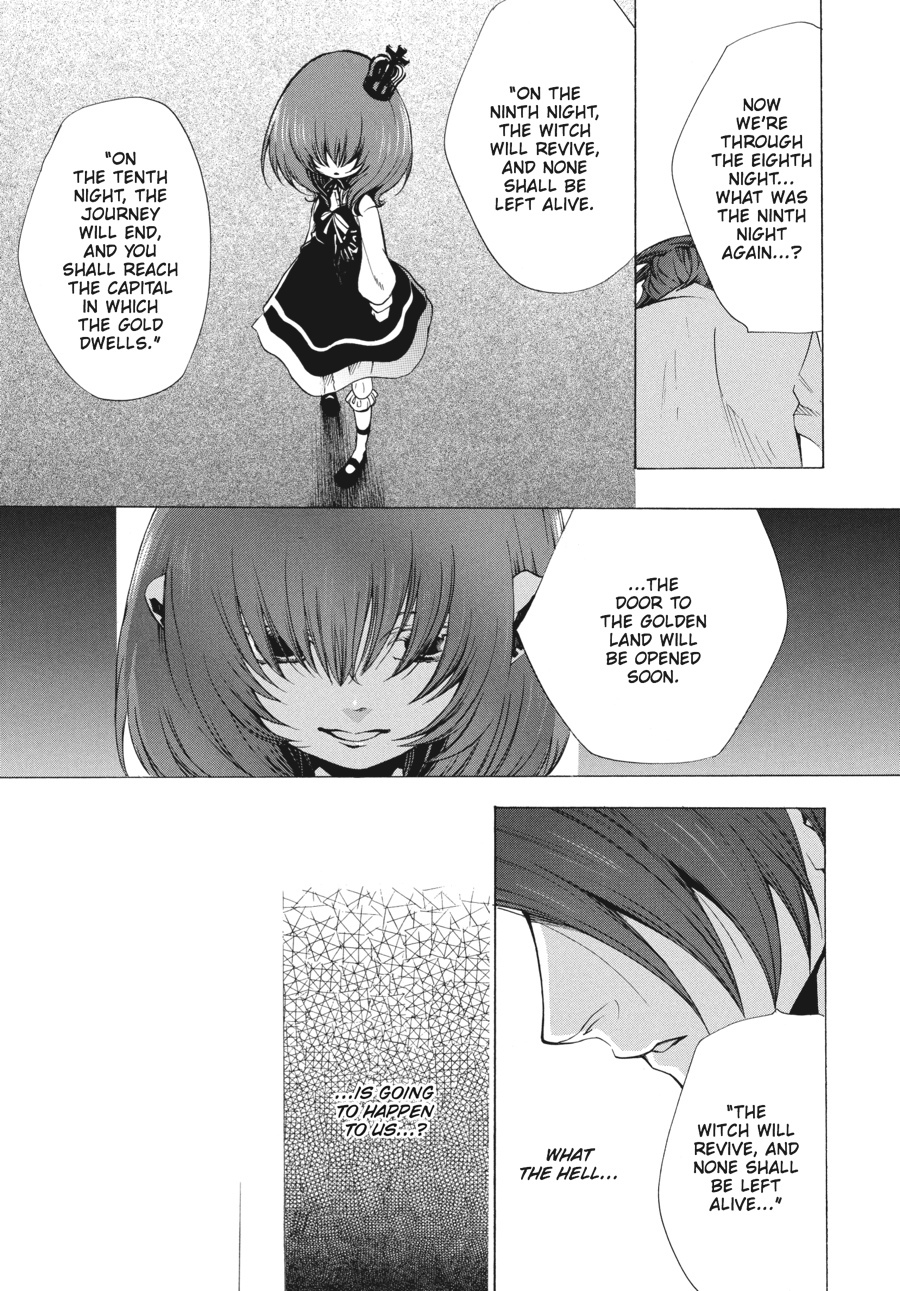 NOW
WE'RE
THROUGH
THE EIGHTH
NIGHT...
WHAT WAS
THE NINTH
NIGHT
AGAIN...?
"ON THE
NINTH NIGHT,
THE WITCH
WILL REVIVE,
AND NONE
SHALL BE
LEFT ALIVE.
"ON
THE TENTH
NIGHT, THE
JOURNEY
WILL END,
AND YOU
SHALL REACH
THE CAPITAL
IN WHICH
THE GOLD
DWELLS."
...THE
DOOR TO
THE GOLDEN
LAND WILL
BE OPENED
SOON.
"THE
WITCH WILL
REVIVE, AND
NONE SHALL
BE LEFT
ALIVE..."
WHAT
THE HELL...
...IS GOING
TO HAPPEN
TO US...?